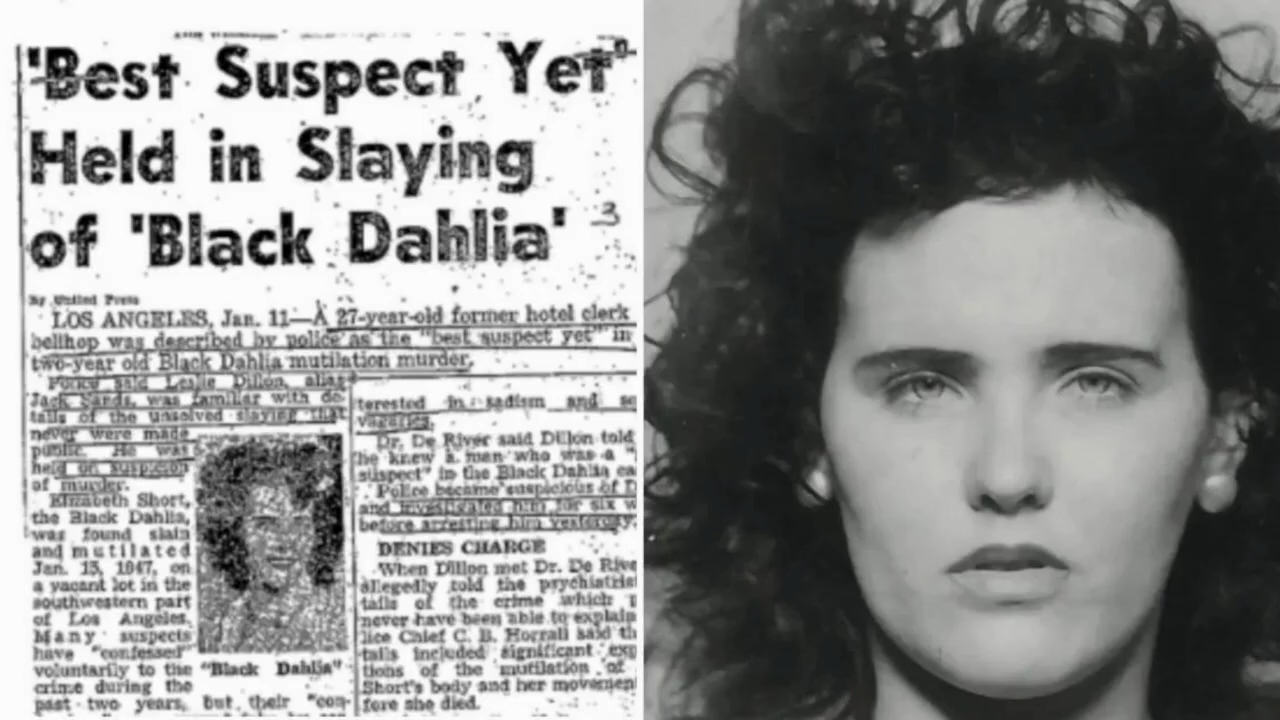 'Best Suspect Yet'
Held in Slaying
of 'Black Dahlia'
3
By United Press
LOS ANGELES, Jan. 11—A 27-year-old former hotel clerk
bellhop was described by police as the "best suspect yet" in
two-year old Black Dahlia mutilation murder.
Police said Leslie Dillon, alias
Jack Sands, was familiar with de-
tails of the unsolved slaying that
never were made
public. He was
held on suspicion
of murder.
Elizabeth Short,
the Black Dahlia,
was found slain
and mutilated
Jan. 15, 1947, on
a vacant lot in the
southwestern part
of Los Angeles.
Many suspects
have "confessed"
voluntarily to the
crime during the
past two years, but their "con-
"Black Dahlia"
terested in sadism and se
vagaries.
Dr. De River said Dillon told
he knew a man who was a "
suspect" in the Black Dahlia ca
Police became suspicious of D
and investigated him for six w
before arresting him yesterday.
DENIES CHARGE
When Dillon met Dr. De Rive
allegedly told the psychiatrist
tails of the crime which p
never have been able to explain
lice Chief C. B. Horrall said th
tails included significant exp
tions of the mutilation of
Short's body and her movemen
fore she died.